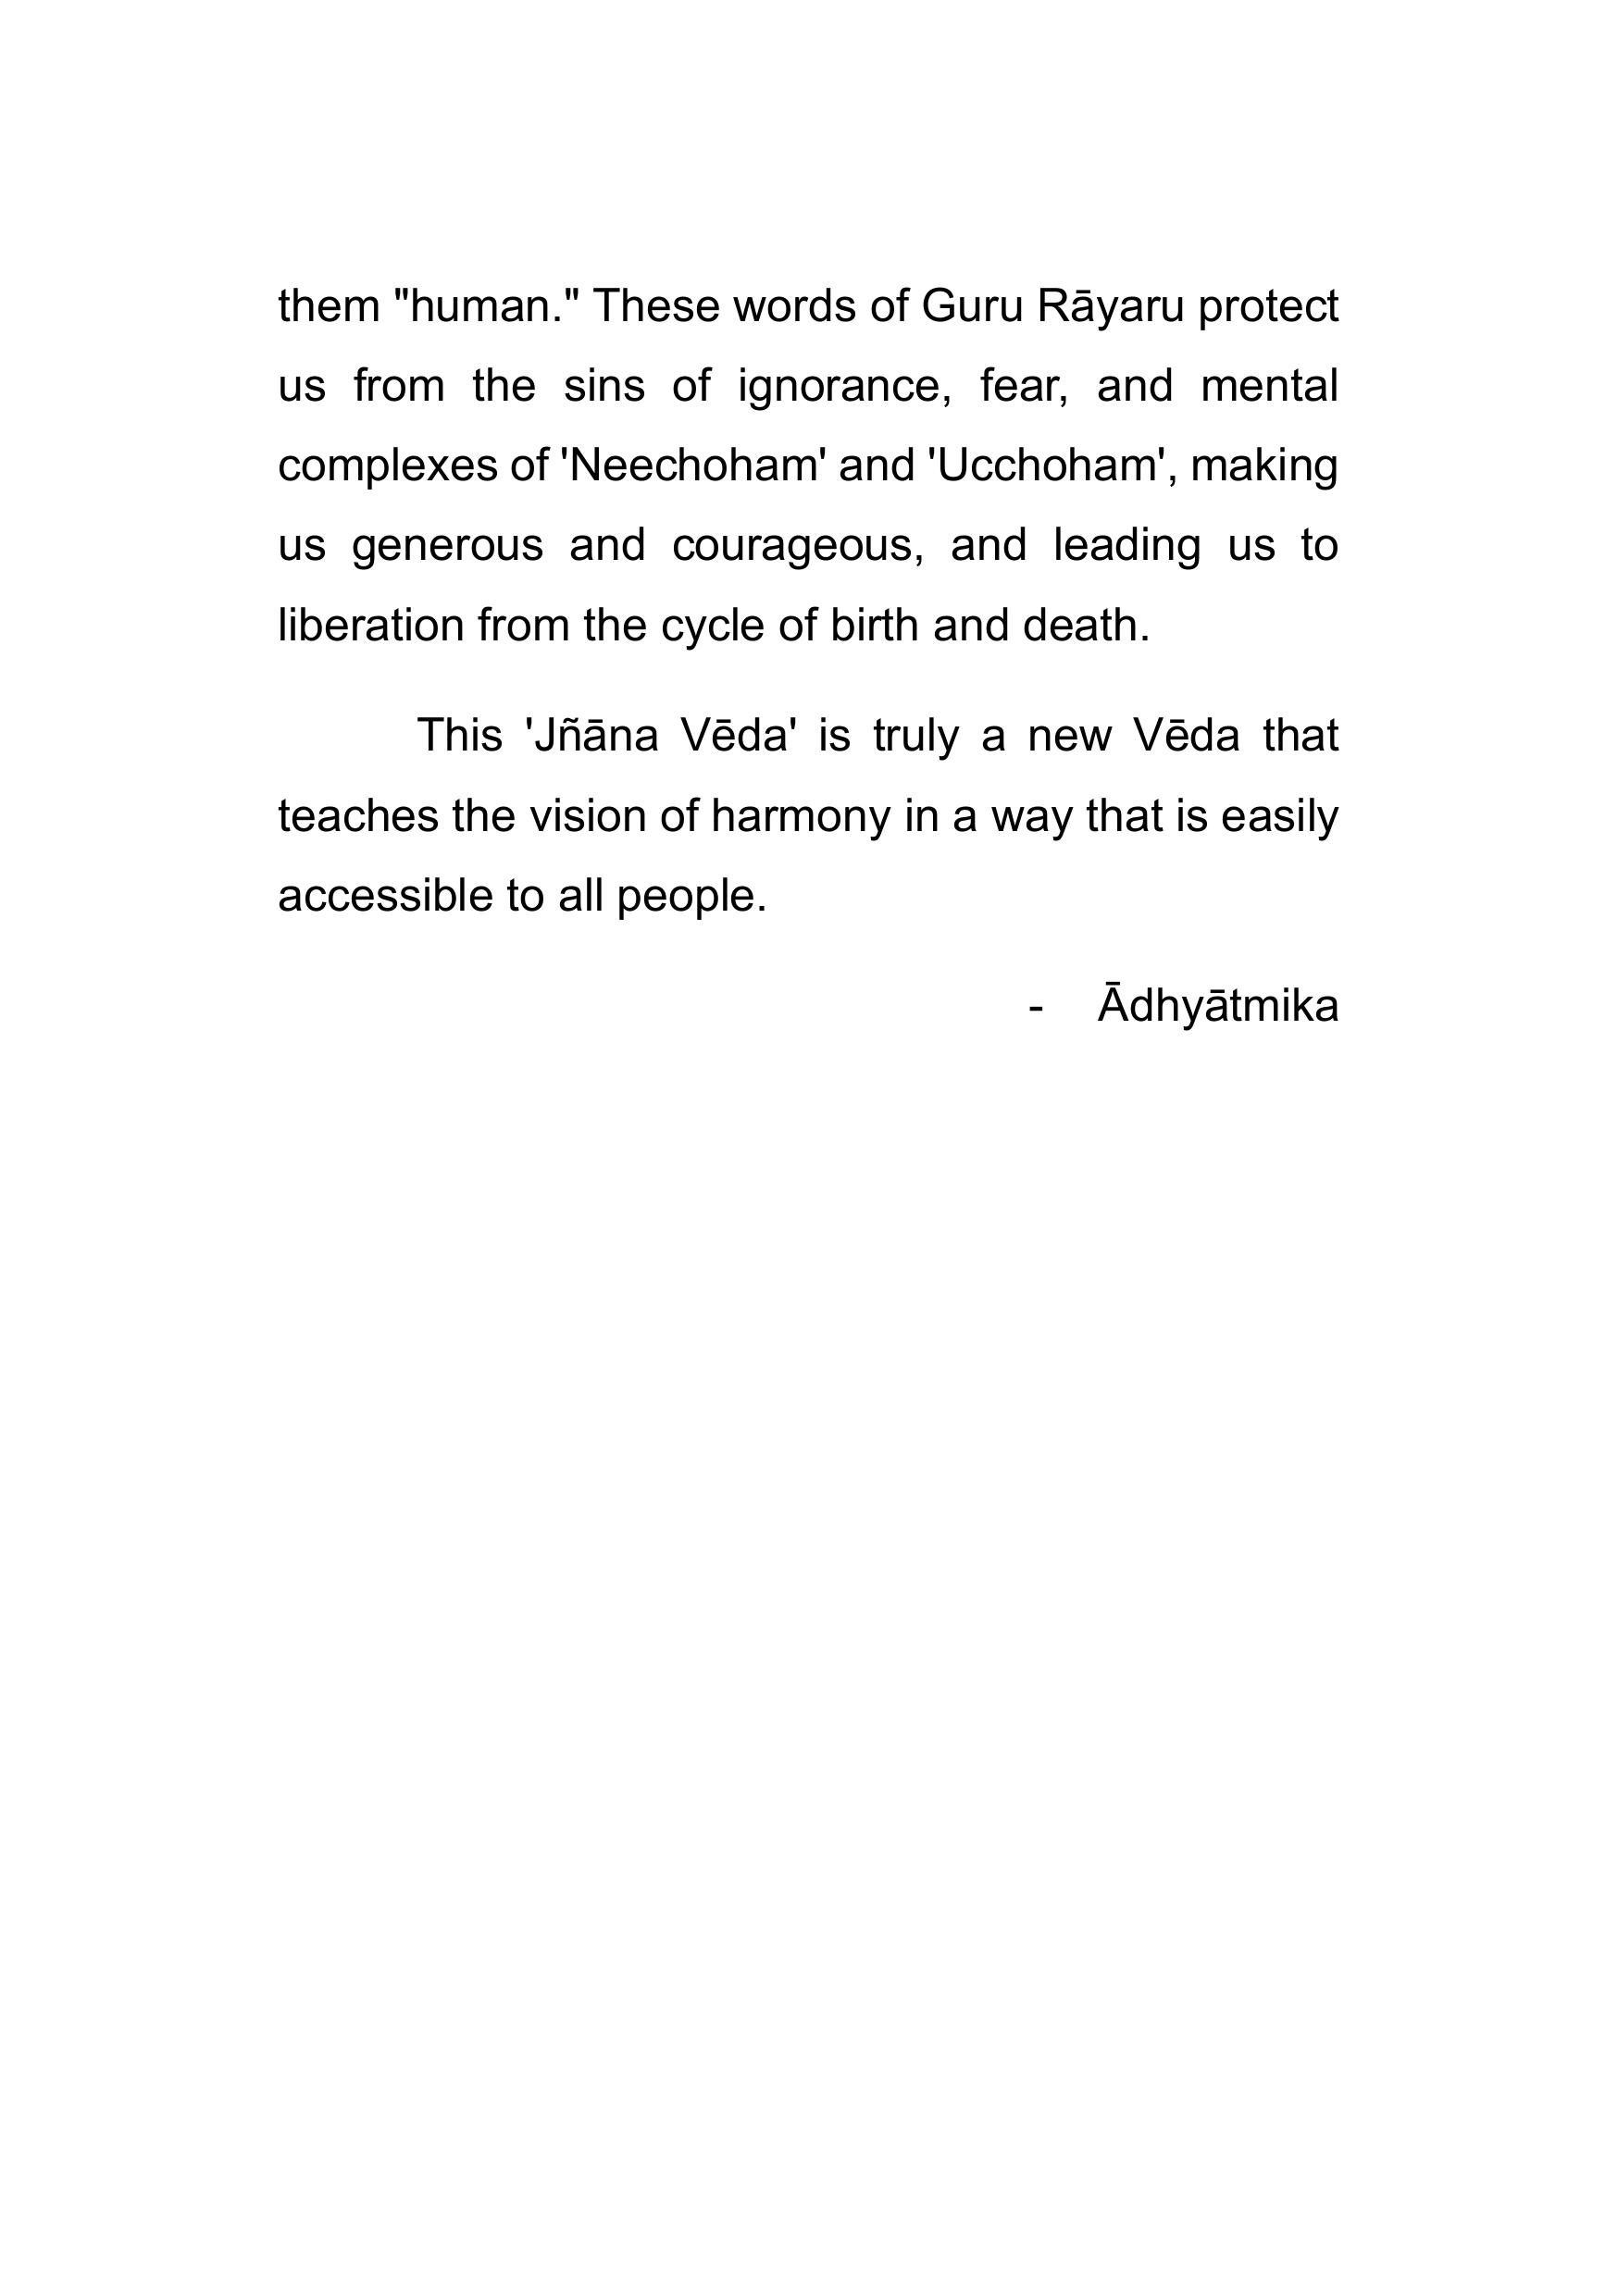 them "human." These words of Guru Rāyaru protect
us from the sins of ignorance, fear, and mental
complexes of 'Neechoham' and 'Ucchoham', making
us generous and courageous, and leading us to
liberation from the cycle of birth and death.
This 'Jñāna Vēda' is truly a new Vēda that
teaches the vision of harmony in a way that is easily
accessible to all people.
- Ādhyātmika